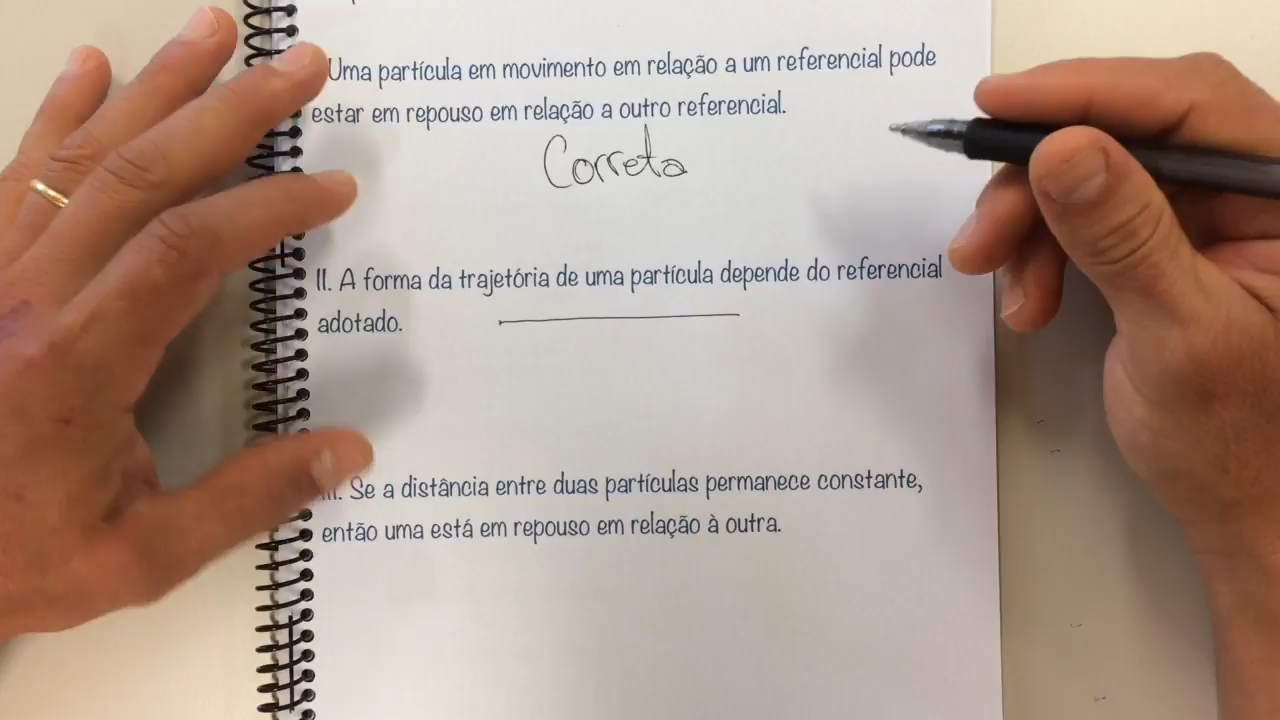 Uma partícula em movimento em relação a um referencial pode
estar em repouso em relação a outro referencial.
Correta
II. A forma da trajetória de uma partícula depende do referencial
adotado.
III. Se a distância entre duas partículas permanece constante,
então uma está em repouso em relação à outra.